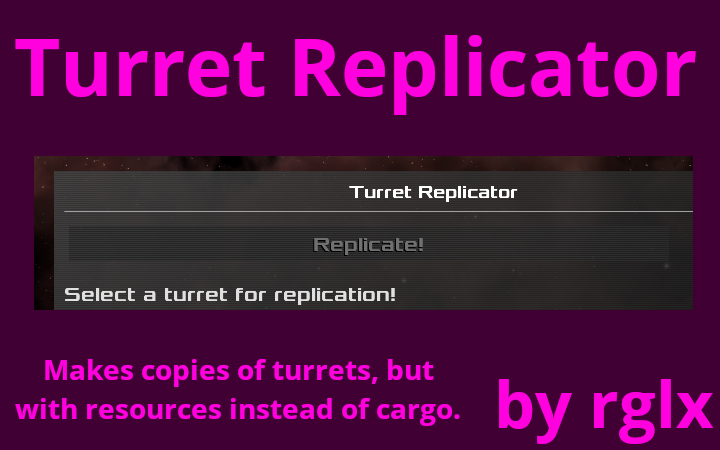 Turret Replicator
Turret Replicator
Replicate!
Select a turret for replication!
Makes copies of turrets, but
with resources instead of cargo.
by rglx